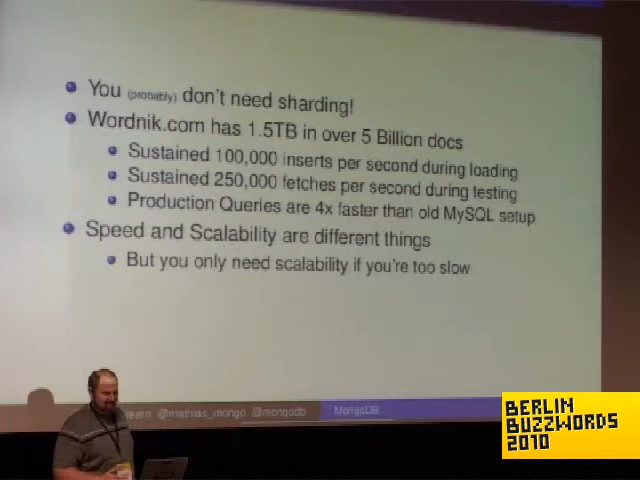 You (probably) don't need sharding!
Wordnik.com has 1.5TB in over 5 Billion docs
Sustained 100,000 inserts per second during loading
Sustained 250,000 fetches per second during testing
Production Queries are 4x faster than old MySQL setup
Speed and Scalability are different things
But you only need scalability if you're too slow
@mathias_mongo @mongodb MongoDB
BERLIN
BUZZWORDS
2010